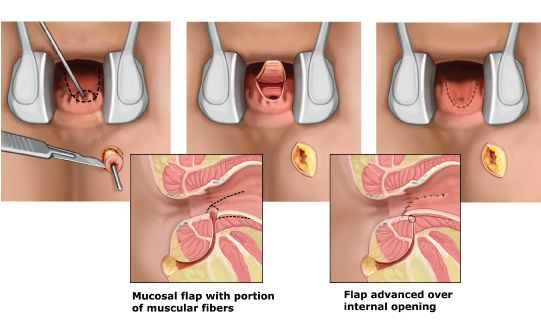 Mucosal flap with portion
of muscular fibers
Flap advanced over
internal opening